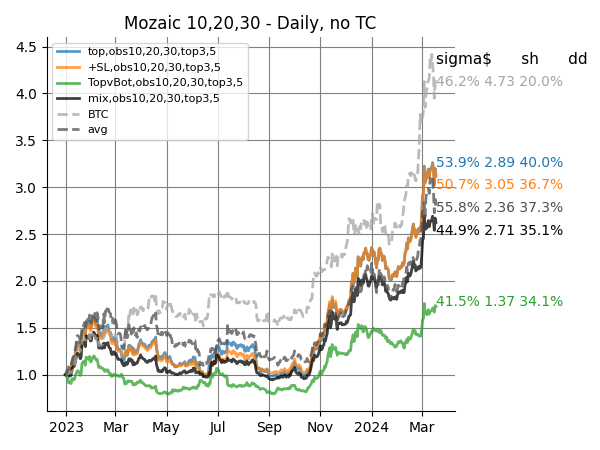 Mozaic 10,20,30 - Daily, no TC
top,obs10,20,30,top3,5
+SL,obs10,20,30,top3,5
TopvBot,obs10,20,30,top3,5
mix,obs10,20,30,top3,5
BTC
avg
sigma$ sh dd
46.2% 4.73 20.0%
53.9% 2.89 40.0%
50.7% 3.05 36.7%
55.8% 2.36 37.3%
44.9% 2.71 35.1%
41.5% 1.37 34.1%
4.5
4.0
3.5
3.0
2.5
2.0
1.5
1.0
2023 Mar May Jul Sep Nov 2024 Mar